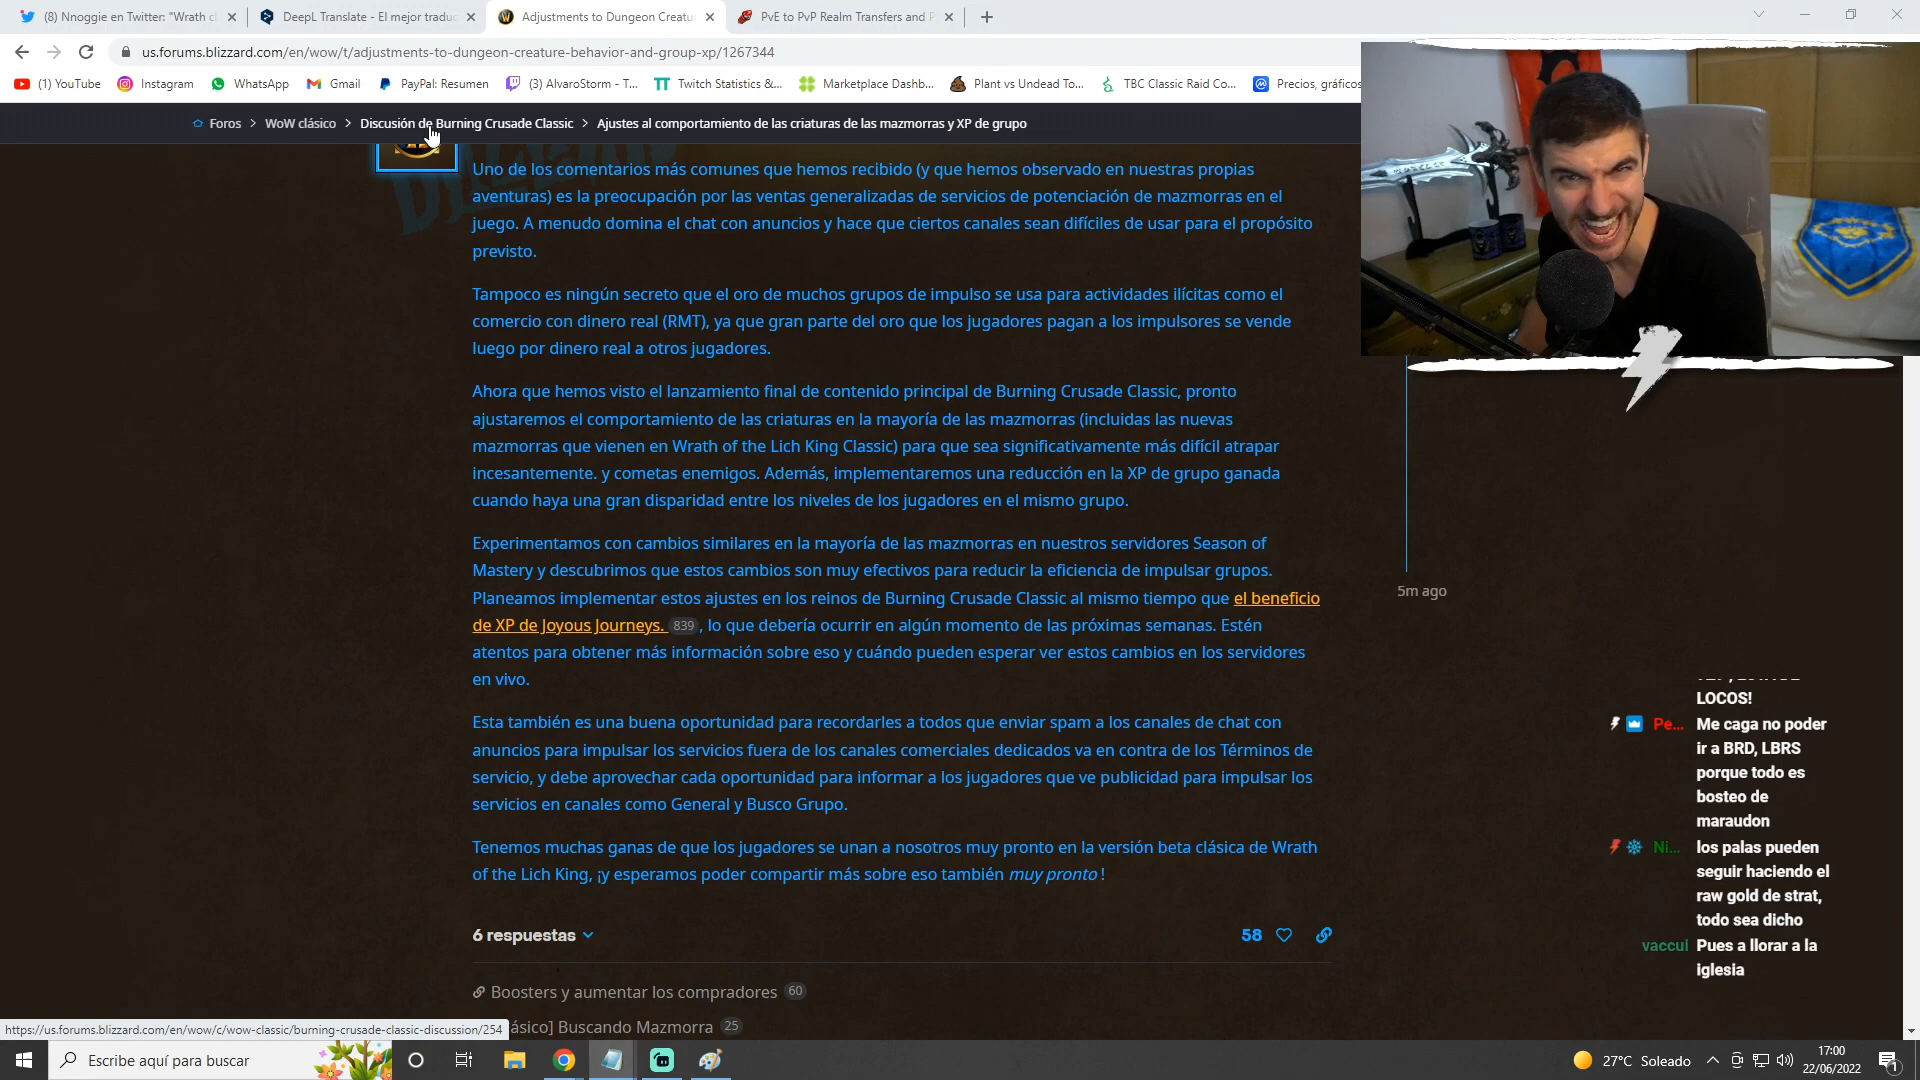 (8) Nnoggie en Twitter: "Wrath cl
DeepL Translate - El mejor traduc
Adjustments to Dungeon Creatur
PvE to PvP Realm Transfers and P
us.forums.blizzard.com/en/wow/t/adjustments-to-dungeon-creature-behavior-and-group-xp/1267344
(1) YouTube
Instagram
WhatsApp
Gmail
PayPal: Resumen
(3) AlvaroStorm - T...
Twitch Statistics &...
Marketplace Dashb...
Plant vs Undead To...
TBC Classic Raid Co...
Precios, gráficos
Foros > WoW clásico > Discusión de Burning Crusade Classic > Ajustes al comportamiento de las criaturas de las mazmorras y XP de grupo
Uno de los comentarios más comunes que hemos recibido (y que hemos observado en nuestras propias
aventuras) es la preocupación por las ventas generalizadas de servicios de potenciación de mazmorras en el
juego. A menudo domina el chat con anuncios y hace que ciertos canales sean difíciles de usar para el propósito
previsto.
Tampoco es ningún secreto que el oro de muchos grupos de impulso se usa para actividades ilícitas como el
comercio con dinero real (RMT), ya que gran parte del oro que los jugadores pagan a los impulsores se vende
luego por dinero real a otros jugadores.
Ahora que hemos visto el lanzamiento final de contenido principal de Burning Crusade Classic, pronto
ajustaremos el comportamiento de las criaturas en la mayoría de las mazmorras (incluidas las nuevas
mazmorras que vienen en Wrath of the Lich King Classic) para que sea significativamente más difícil atrapar
incesantemente. y cometas enemigos. Además, implementaremos una reducción en la XP de grupo ganada
cuando haya una gran disparidad entre los niveles de los jugadores en el mismo grupo.
Experimentamos con cambios similares en la mayoría de las mazmorras en nuestros servidores Season of
Mastery y descubrimos que estos cambios son muy efectivos para reducir la eficiencia de impulsar grupos.
Planeamos implementar estos ajustes en los reinos de Burning Crusade Classic al mismo tiempo que el beneficio
de XP de Joyous Journeys. 839 , lo que debería ocurrir en algún momento de las próximas semanas. Estén
atentos para obtener más información sobre eso y cuándo pueden esperar ver estos cambios en los servidores
en vivo.
5m ago
Esta también es una buena oportunidad para recordarles a todos que enviar spam a los canales de chat con
anuncios para impulsar los servicios fuera de los canales comerciales dedicados va en contra de los Términos de
servicio, y debe aprovechar cada oportunidad para informar a los jugadores que ve publicidad para impulsar los
servicios en canales como General y Busco Grupo.
Tenemos muchas ganas de que los jugadores se unan a nosotros muy pronto en la versión beta clásica de Wrath
of the Lich King, ¡y esperamos poder compartir más sobre eso también muy pronto !
6 respuestas
58
Boosters y aumentar los compradores 60
ásico] Buscando Mazmorra 25
LOCOS!
Pe... Me caga no poder
ir a BRD, LBRS
porque todo es
bosteo de
maraudon
Ni... los palas pueden
seguir haciendo el
raw gold de strat,
todo sea dicho
vaccui Pues a llorar a la
iglesia
https://us.forums.blizzard.com/en/wow/c/wow-classic/burning-crusade-classic-discussion/254
Escribe aquí para buscar
27°C Soleado
17:00
22/06/2022
1